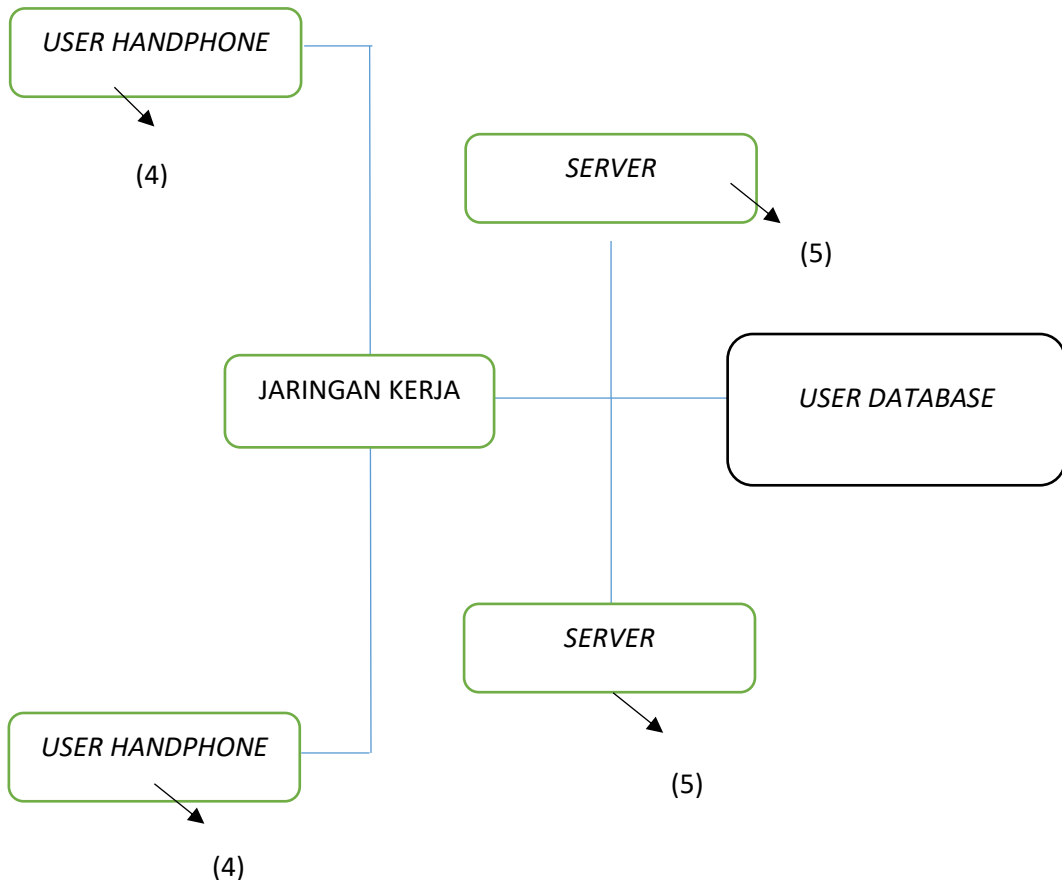 USER HANDPHONE
(4)
SERVER
(5)
JARINGAN KERJA
USER DATABASE
SERVER
(5)
USER HANDPHONE
(4)